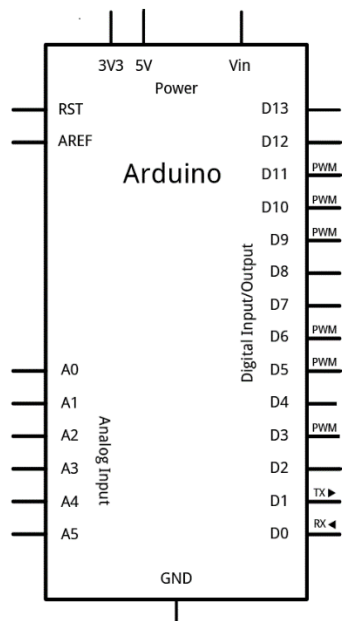 3V3 5V Vin
Power
RST D13
AREF D12
Arduino D11 PWM
D10 PWM
D9 PWM
Digital Input/Output
D8
D7
D6 PWM
A0 D5 PWM
A1 D4
A2 D3 PWM
Analog Input
A3 D2
A4 D1 TX ►
A5 D0 RX ◄
GND